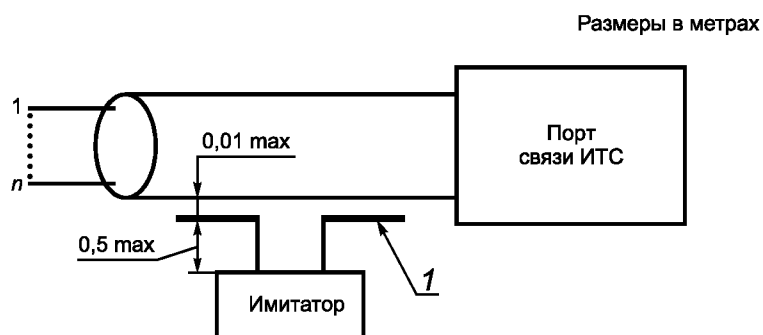 Размеры в метрах
1
n
0,01 max
Порт
связи ИТС
0,5 max
1
Имитатор